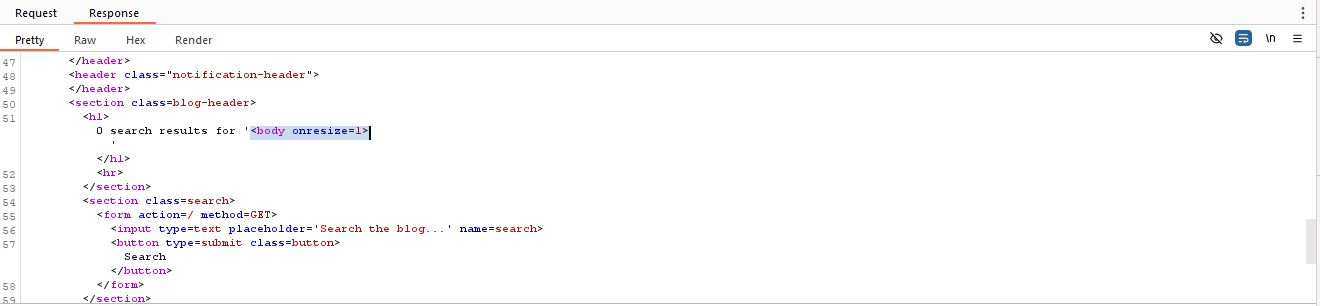 Request Response
Pretty Raw Hex Render \n
47 </header>
48 <header class="notification-header">
49 </header>
50 <section class=blog-header>
51 <h1>
0 search results for '<body onresize=1>
'
</h1>
52 <hr>
53 </section>
54 <section class=search>
55 <form action=/ method=GET>
56 <input type=text placeholder='Search the blog...' name=search>
57 <button type=submit class=button>
Search
</button>
58 </form>
59 </section>